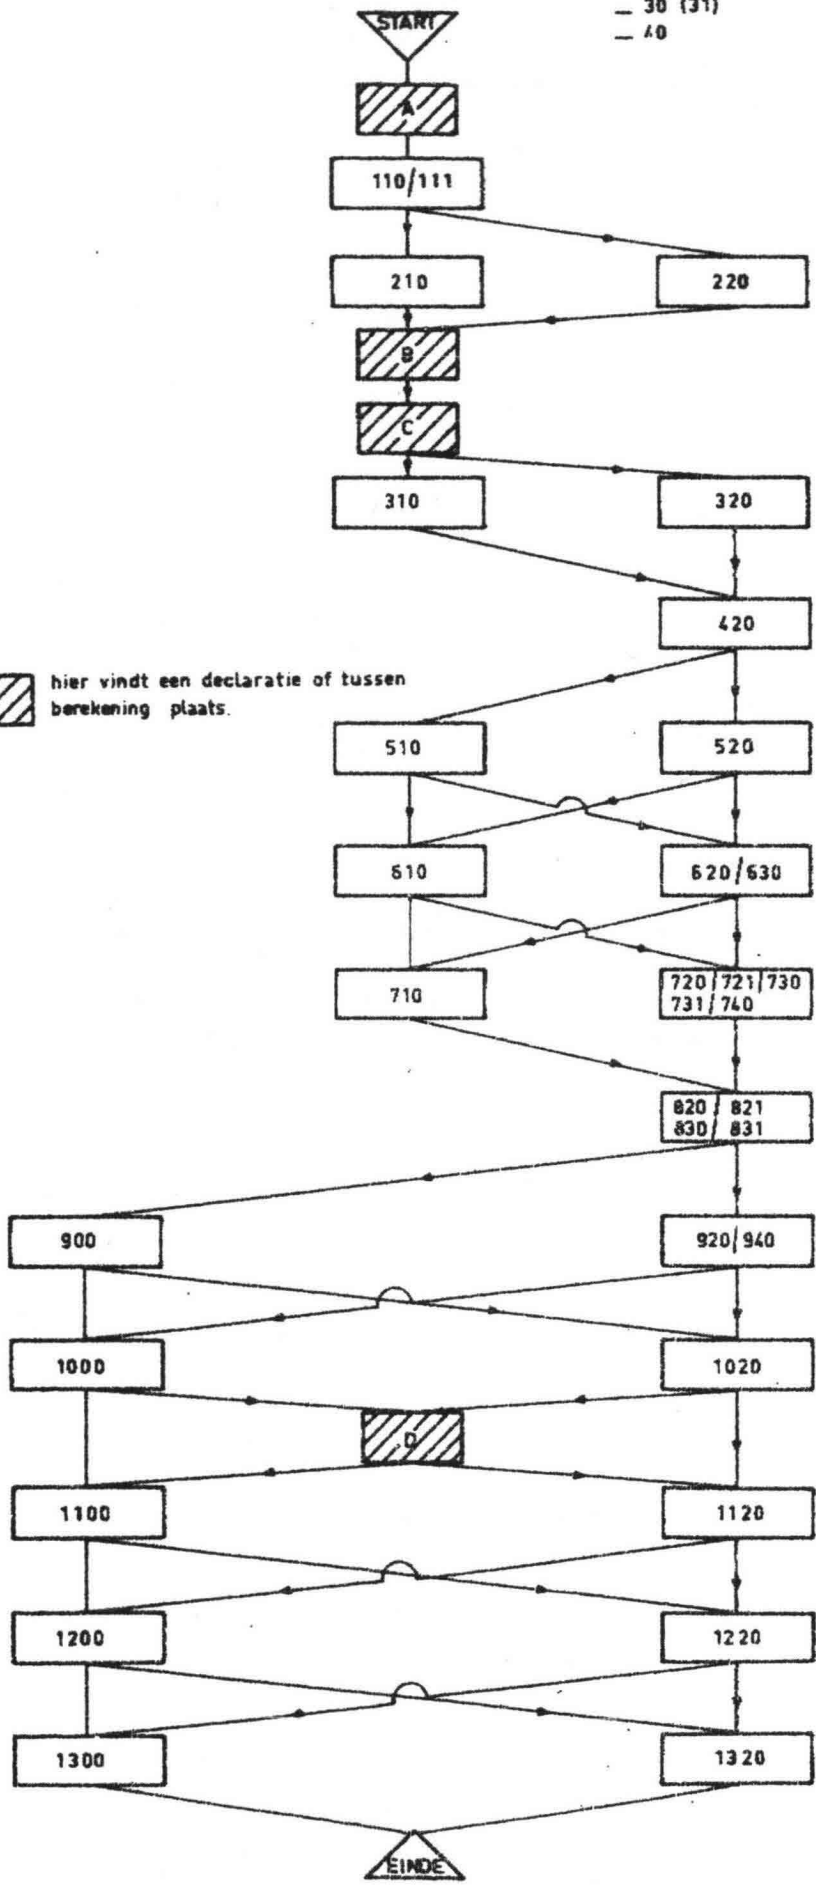 _ 30 (31)
_ 40
START
A
110/111
210 220
B
C
310 320
420
hier vindt een declaratie of tussen
berekening plaats.
510 520
610 620/630
710 720/721/730
731/740
820/821
830/831
900 920/940
1000 1020
D
1100 1120
1200 1220
1300 1320
EINDE